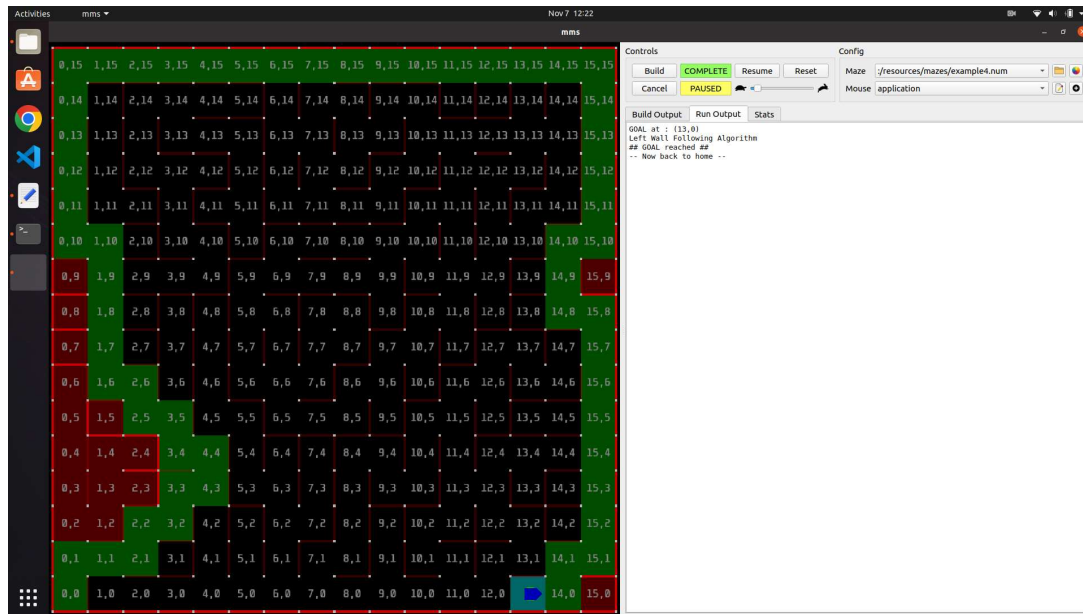 Activities mms Nov 7 12:22
mms
Controls Config
Build COMPLETE Resume Reset Maze :/resources/mazes/example4.num
Cancel PAUSED Mouse application
Build Output Run Output Stats
GOAL at : (13,0)
Left Wall Following Algorithm
## GOAL reached ##
-- Now back to home --
0,15 1,15 2,15 3,15 4,15 5,15 6,15 7,15 8,15 9,15 10,15 11,15 12,15 13,15 14,15 15,15
0,14 1,14 2,14 3,14 4,14 5,14 6,14 7,14 8,14 9,14 10,14 11,14 12,14 13,14 14,14 15,14
0,13 1,13 2,13 3,13 4,13 5,13 6,13 7,13 8,13 9,13 10,13 11,13 12,13 13,13 14,13 15,13
0,12 1,12 2,12 3,12 4,12 5,12 6,12 7,12 8,12 9,12 10,12 11,12 12,12 13,12 14,12 15,12
0,11 1,11 2,11 3,11 4,11 5,11 6,11 7,11 8,11 9,11 10,11 11,11 12,11 13,11 14,11 15,11
0,10 1,10 2,10 3,10 4,10 5,10 6,10 7,10 8,10 9,10 10,10 11,10 12,10 13,10 14,10 15,10
0,9 1,9 2,9 3,9 4,9 5,9 6,9 7,9 8,9 9,9 10,9 11,9 12,9 13,9 14,9 15,9
0,8 1,8 2,8 3,8 4,8 5,8 6,8 7,8 8,8 9,8 10,8 11,8 12,8 13,8 14,8 15,8
0,7 1,7 2,7 3,7 4,7 5,7 6,7 7,7 8,7 9,7 10,7 11,7 12,7 13,7 14,7 15,7
0,6 1,6 2,6 3,6 4,6 5,6 6,6 7,6 8,6 9,6 10,6 11,6 12,6 13,6 14,6 15,6
0,5 1,5 2,5 3,5 4,5 5,5 6,5 7,5 8,5 9,5 10,5 11,5 12,5 13,5 14,5 15,5
0,4 1,4 2,4 3,4 4,4 5,4 6,4 7,4 8,4 9,4 10,4 11,4 12,4 13,4 14,4 15,4
0,3 1,3 2,3 3,3 4,3 5,3 6,3 7,3 8,3 9,3 10,3 11,3 12,3 13,3 14,3 15,3
0,2 1,2 2,2 3,2 4,2 5,2 6,2 7,2 8,2 9,2 10,2 11,2 12,2 13,2 14,2 15,2
0,1 1,1 2,1 3,1 4,1 5,1 6,1 7,1 8,1 9,1 10,1 11,1 12,1 13,1 14,1 15,1
0,0 1,0 2,0 3,0 4,0 5,0 6,0 7,0 8,0 9,0 10,0 11,0 12,0 14,0 15,0